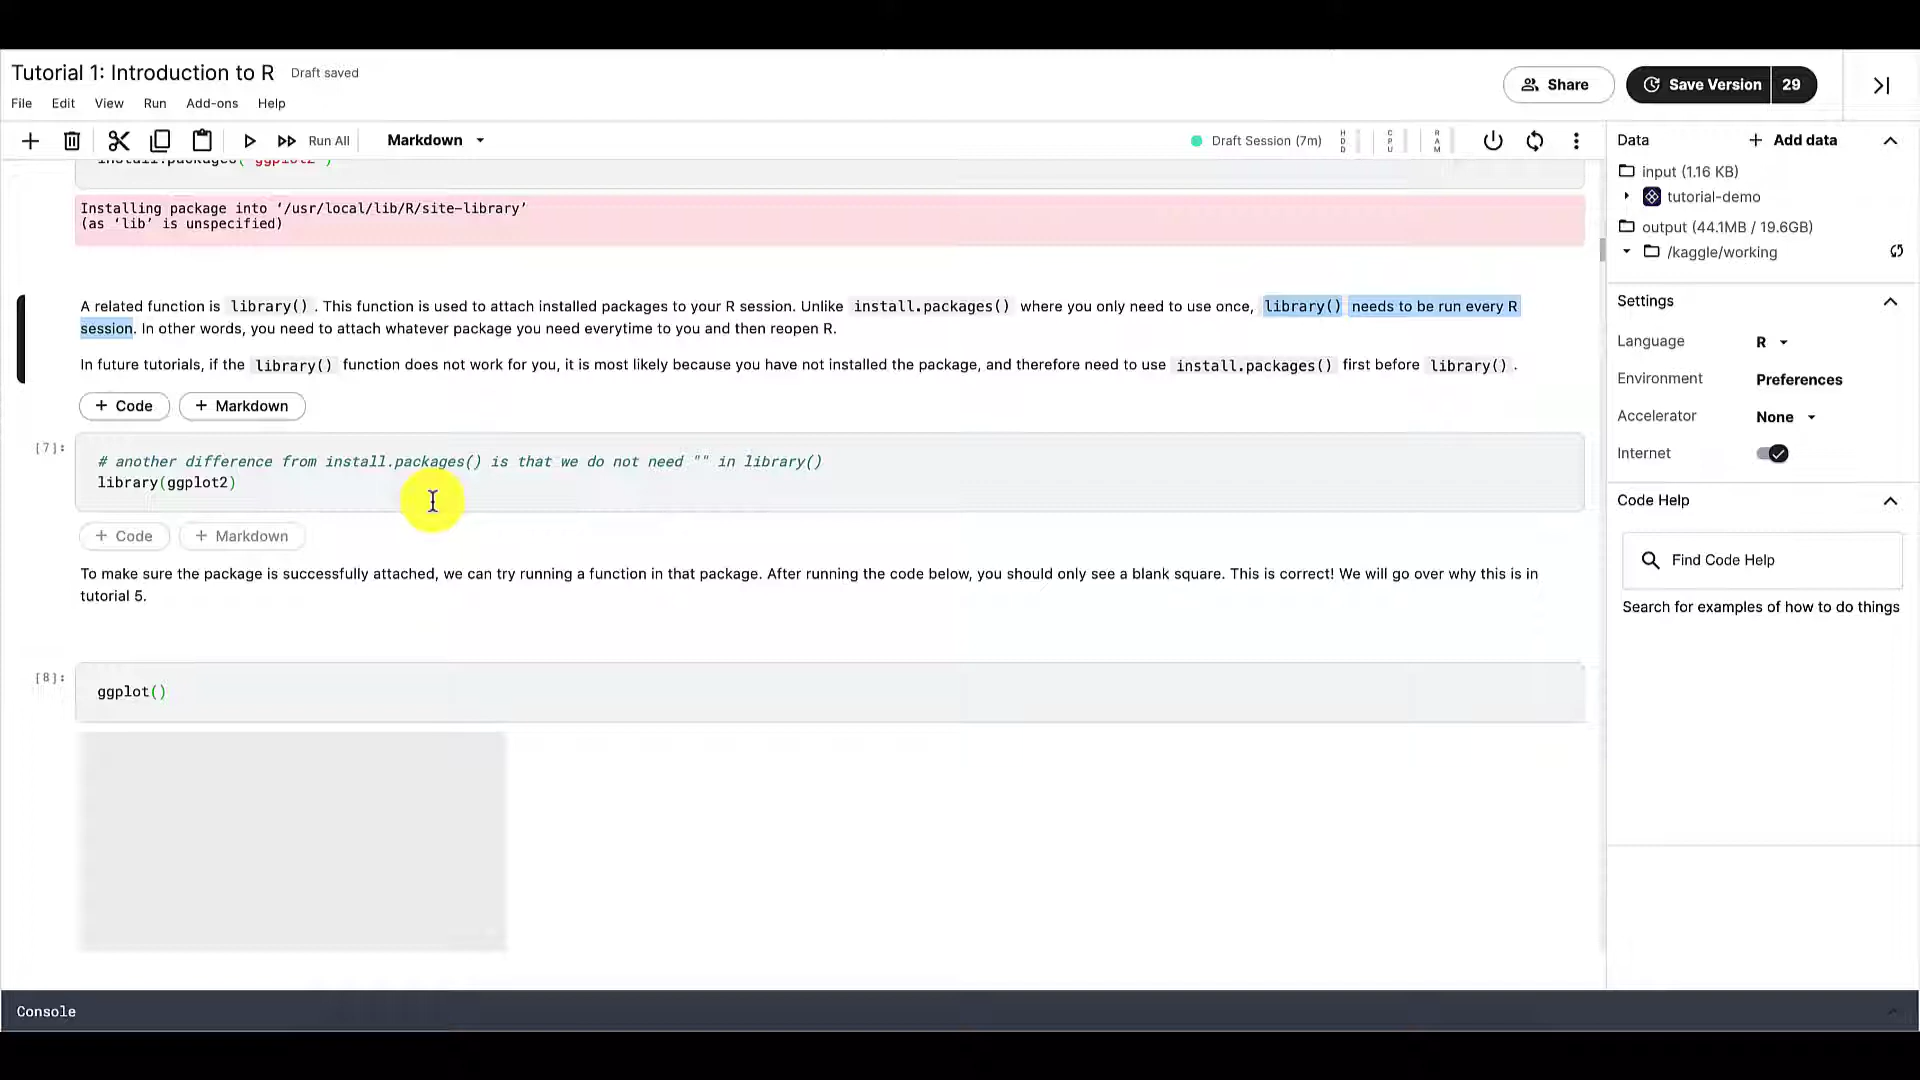 Tutorial 1: Introduction to R Draft saved
Share
Save Version 29
File Edit View Run Add-ons Help
Run All
Markdown
Draft Session (7m)
HDD
CPU
RAM
Data
Add data
input (1.16 KB)
tutorial-demo
output (44.1MB / 19.6GB)
/kaggle/working
install.packages("ggplot2")
Installing package into ‘/usr/local/lib/R/site-library’
(as ‘lib’ is unspecified)
A related function is library() . This function is used to attach installed packages to your R session. Unlike install.packages() where you only need to use once, library() needs to be run every R
session. In other words, you need to attach whatever package you need everytime to you and then reopen R.
In future tutorials, if the library() function does not work for you, it is most likely because you have not installed the package, and therefore need to use install.packages() first before library() .
+ Code + Markdown
[7]:
# another difference from install.packages() is that we do not need "" in library()
library(ggplot2)
+ Code + Markdown
To make sure the package is successfully attached, we can try running a function in that package. After running the code below, you should only see a blank square. This is correct! We will go over why this is in
tutorial 5.
[8]:
ggplot()
Settings
Language R
Environment Preferences
Accelerator None
Internet
Code Help
Find Code Help
Search for examples of how to do things
Console